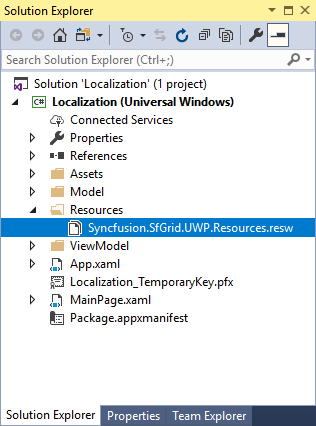 Solution Explorer
Search Solution Explorer (Ctrl+;)
Solution 'Localization' (1 project)
C# Localization (Universal Windows)
Connected Services
Properties
References
Assets
Model
Resources
Syncfusion.SfGrid.UWP.Resources.resw
ViewModel
App.xaml
Localization_TemporaryKey.pfx
MainPage.xaml
Package.appxmanifest
Solution Explorer Properties Team Explorer